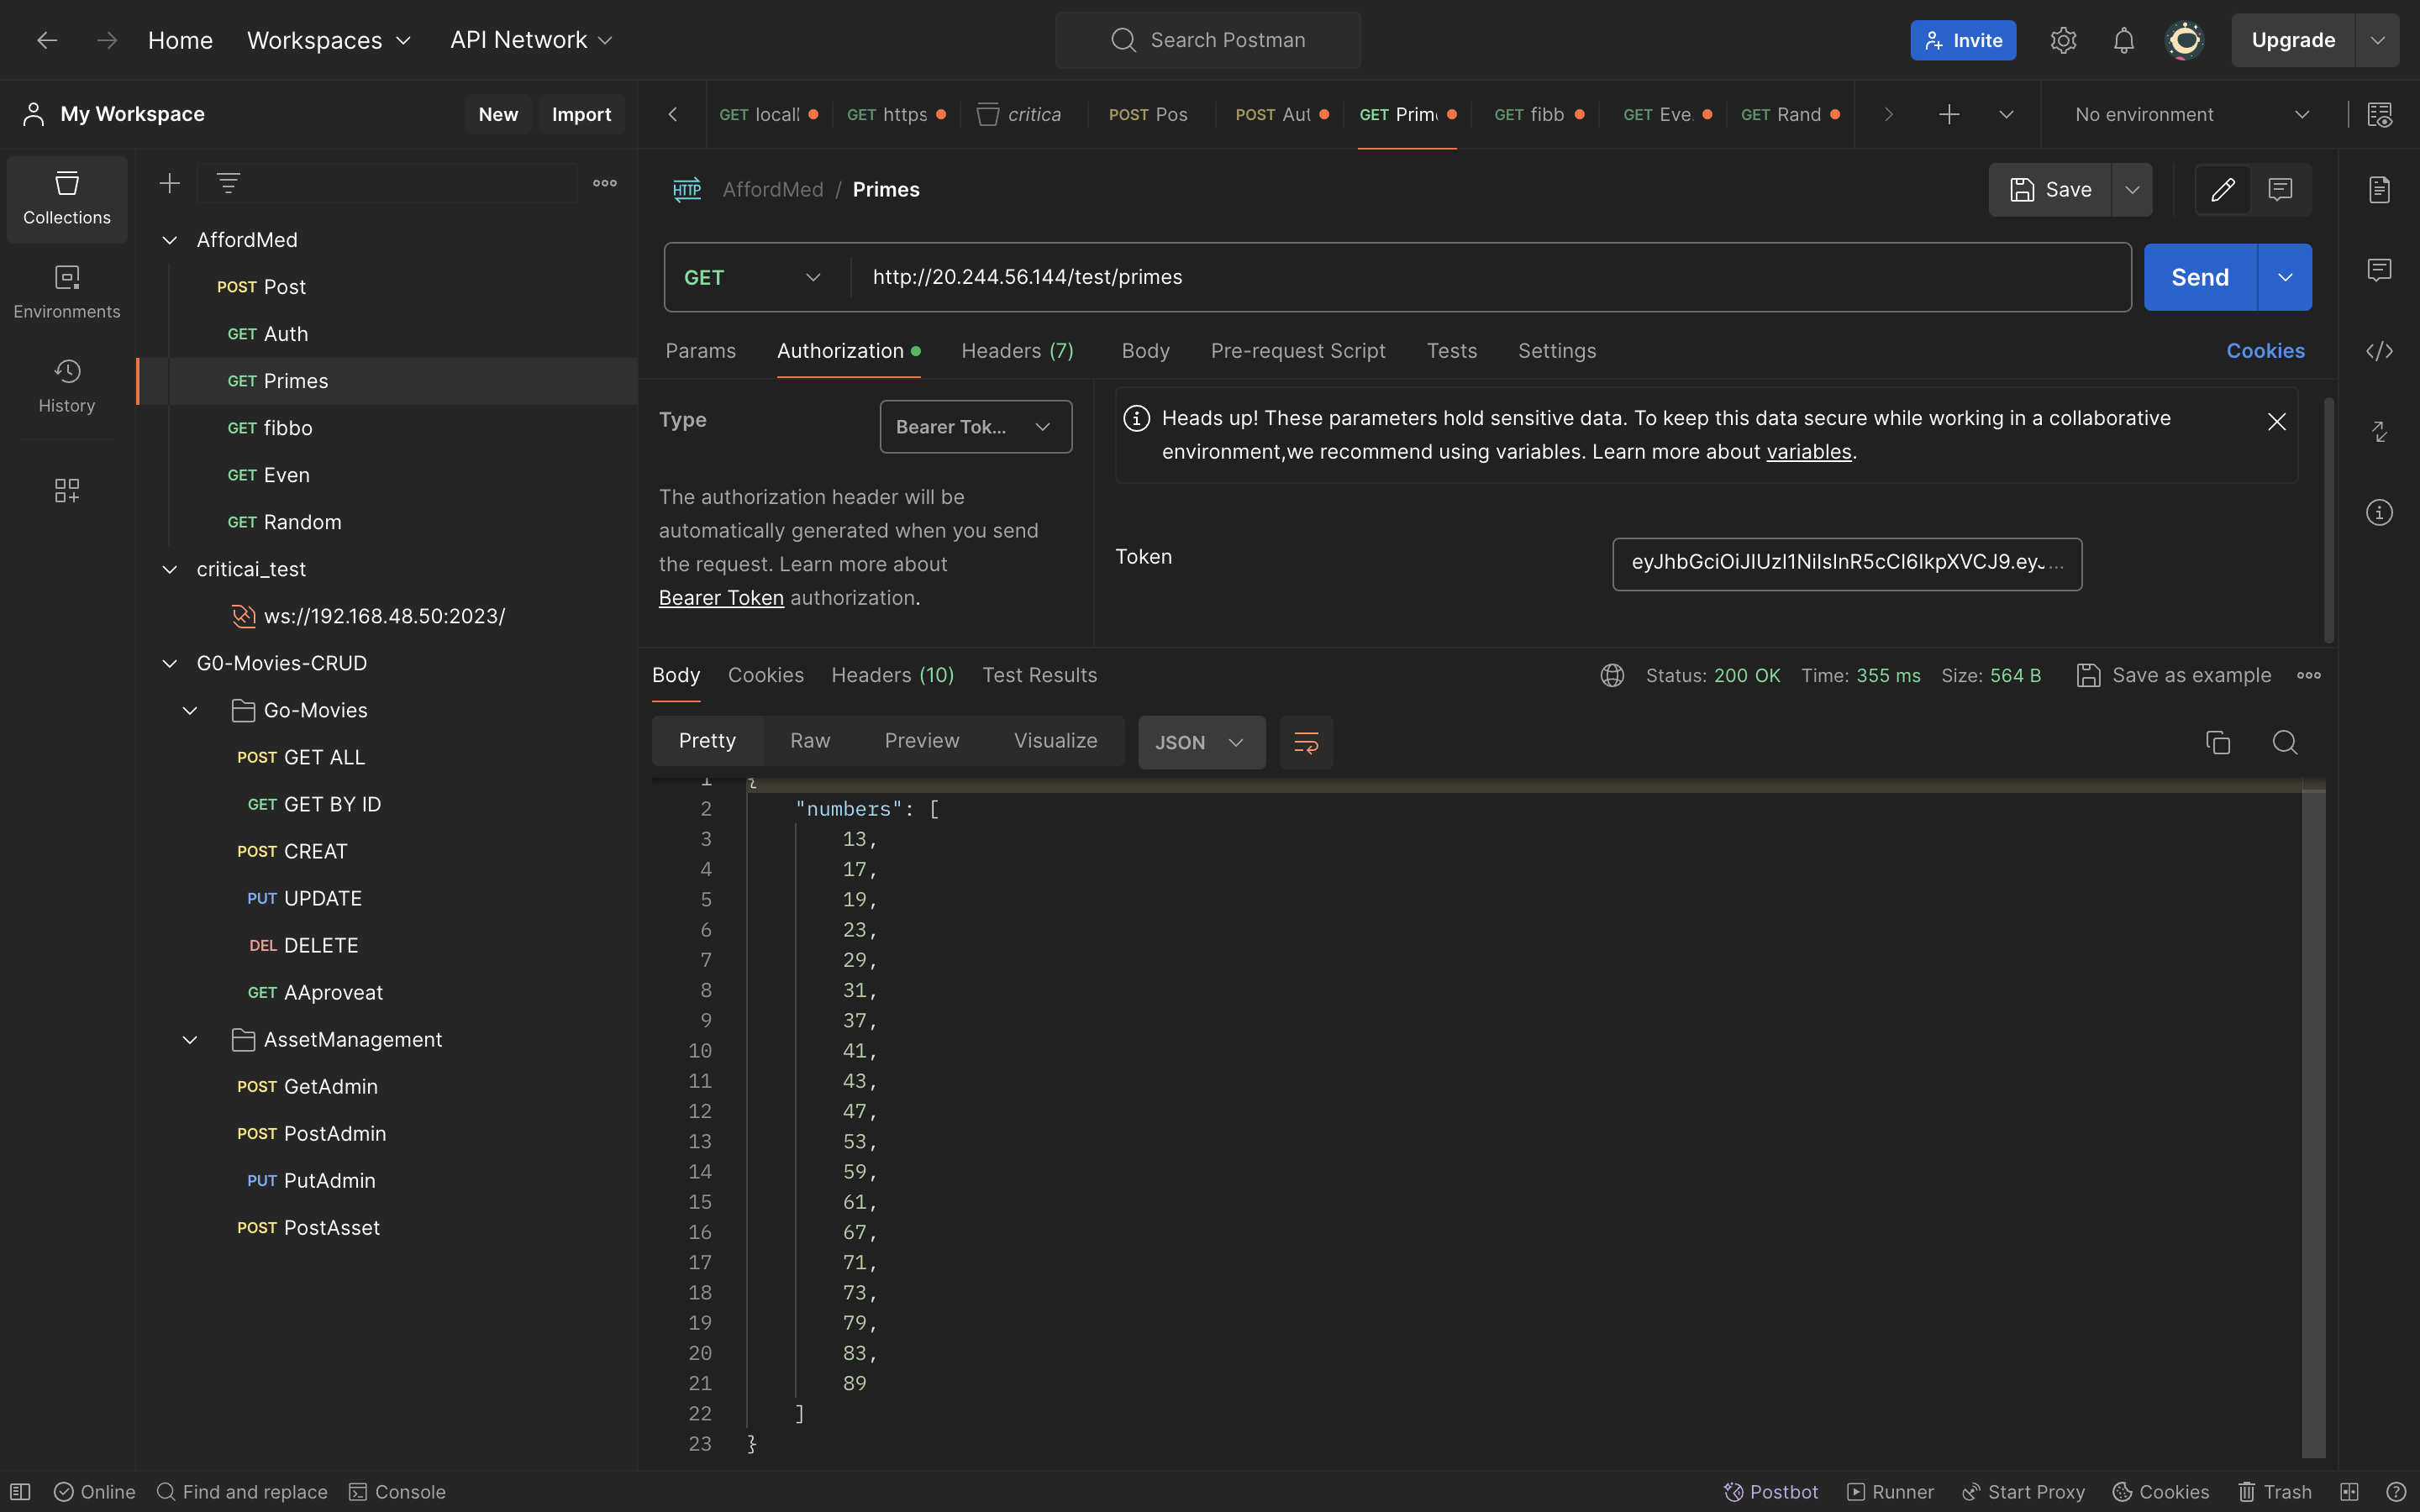 Home
Workspaces
API Network
Search Postman
Invite
Upgrade
My Workspace
New
Import
GET locall
GET https
critica
POST Pos
POST Aut
GET Prim
GET fibb
GET Eve
GET Rand
No environment
Collections
Environments
History
AffordMed
POST Post
GET Auth
GET Primes
GET fibbo
GET Even
GET Random
criticai_test
ws://192.168.48.50:2023/
G0-Movies-CRUD
Go-Movies
POST GET ALL
GET GET BY ID
POST CREAT
PUT UPDATE
DEL DELETE
GET AAproveat
AssetManagement
POST GetAdmin
POST PostAdmin
PUT PutAdmin
POST PostAsset
HTTP AffordMed / Primes
Save
GET http://20.244.56.144/test/primes
Send
Params Authorization Headers (7) Body Pre-request Script Tests Settings
Cookies
Type
Bearer Tok...
The authorization header will be
automatically generated when you send
the request. Learn more about
Bearer Token authorization.
Heads up! These parameters hold sensitive data. To keep this data secure while working in a collaborative
environment,we recommend using variables. Learn more about variables.
Token
eyJhbGciOiJIUzI1NiIsInR5cCI6IkpXVCJ9.eyJ...
Body Cookies Headers (10) Test Results
Status: 200 OK Time: 355 ms Size: 564 B
Save as example
Pretty Raw Preview Visualize
JSON
1 {
2 "numbers": [
3 13,
4 17,
5 19,
6 23,
7 29,
8 31,
9 37,
10 41,
11 43,
12 47,
13 53,
14 59,
15 61,
16 67,
17 71,
18 73,
19 79,
20 83,
21 89
22 ]
23 }
Online
Find and replace
Console
Postbot
Runner
Start Proxy
Cookies
Trash